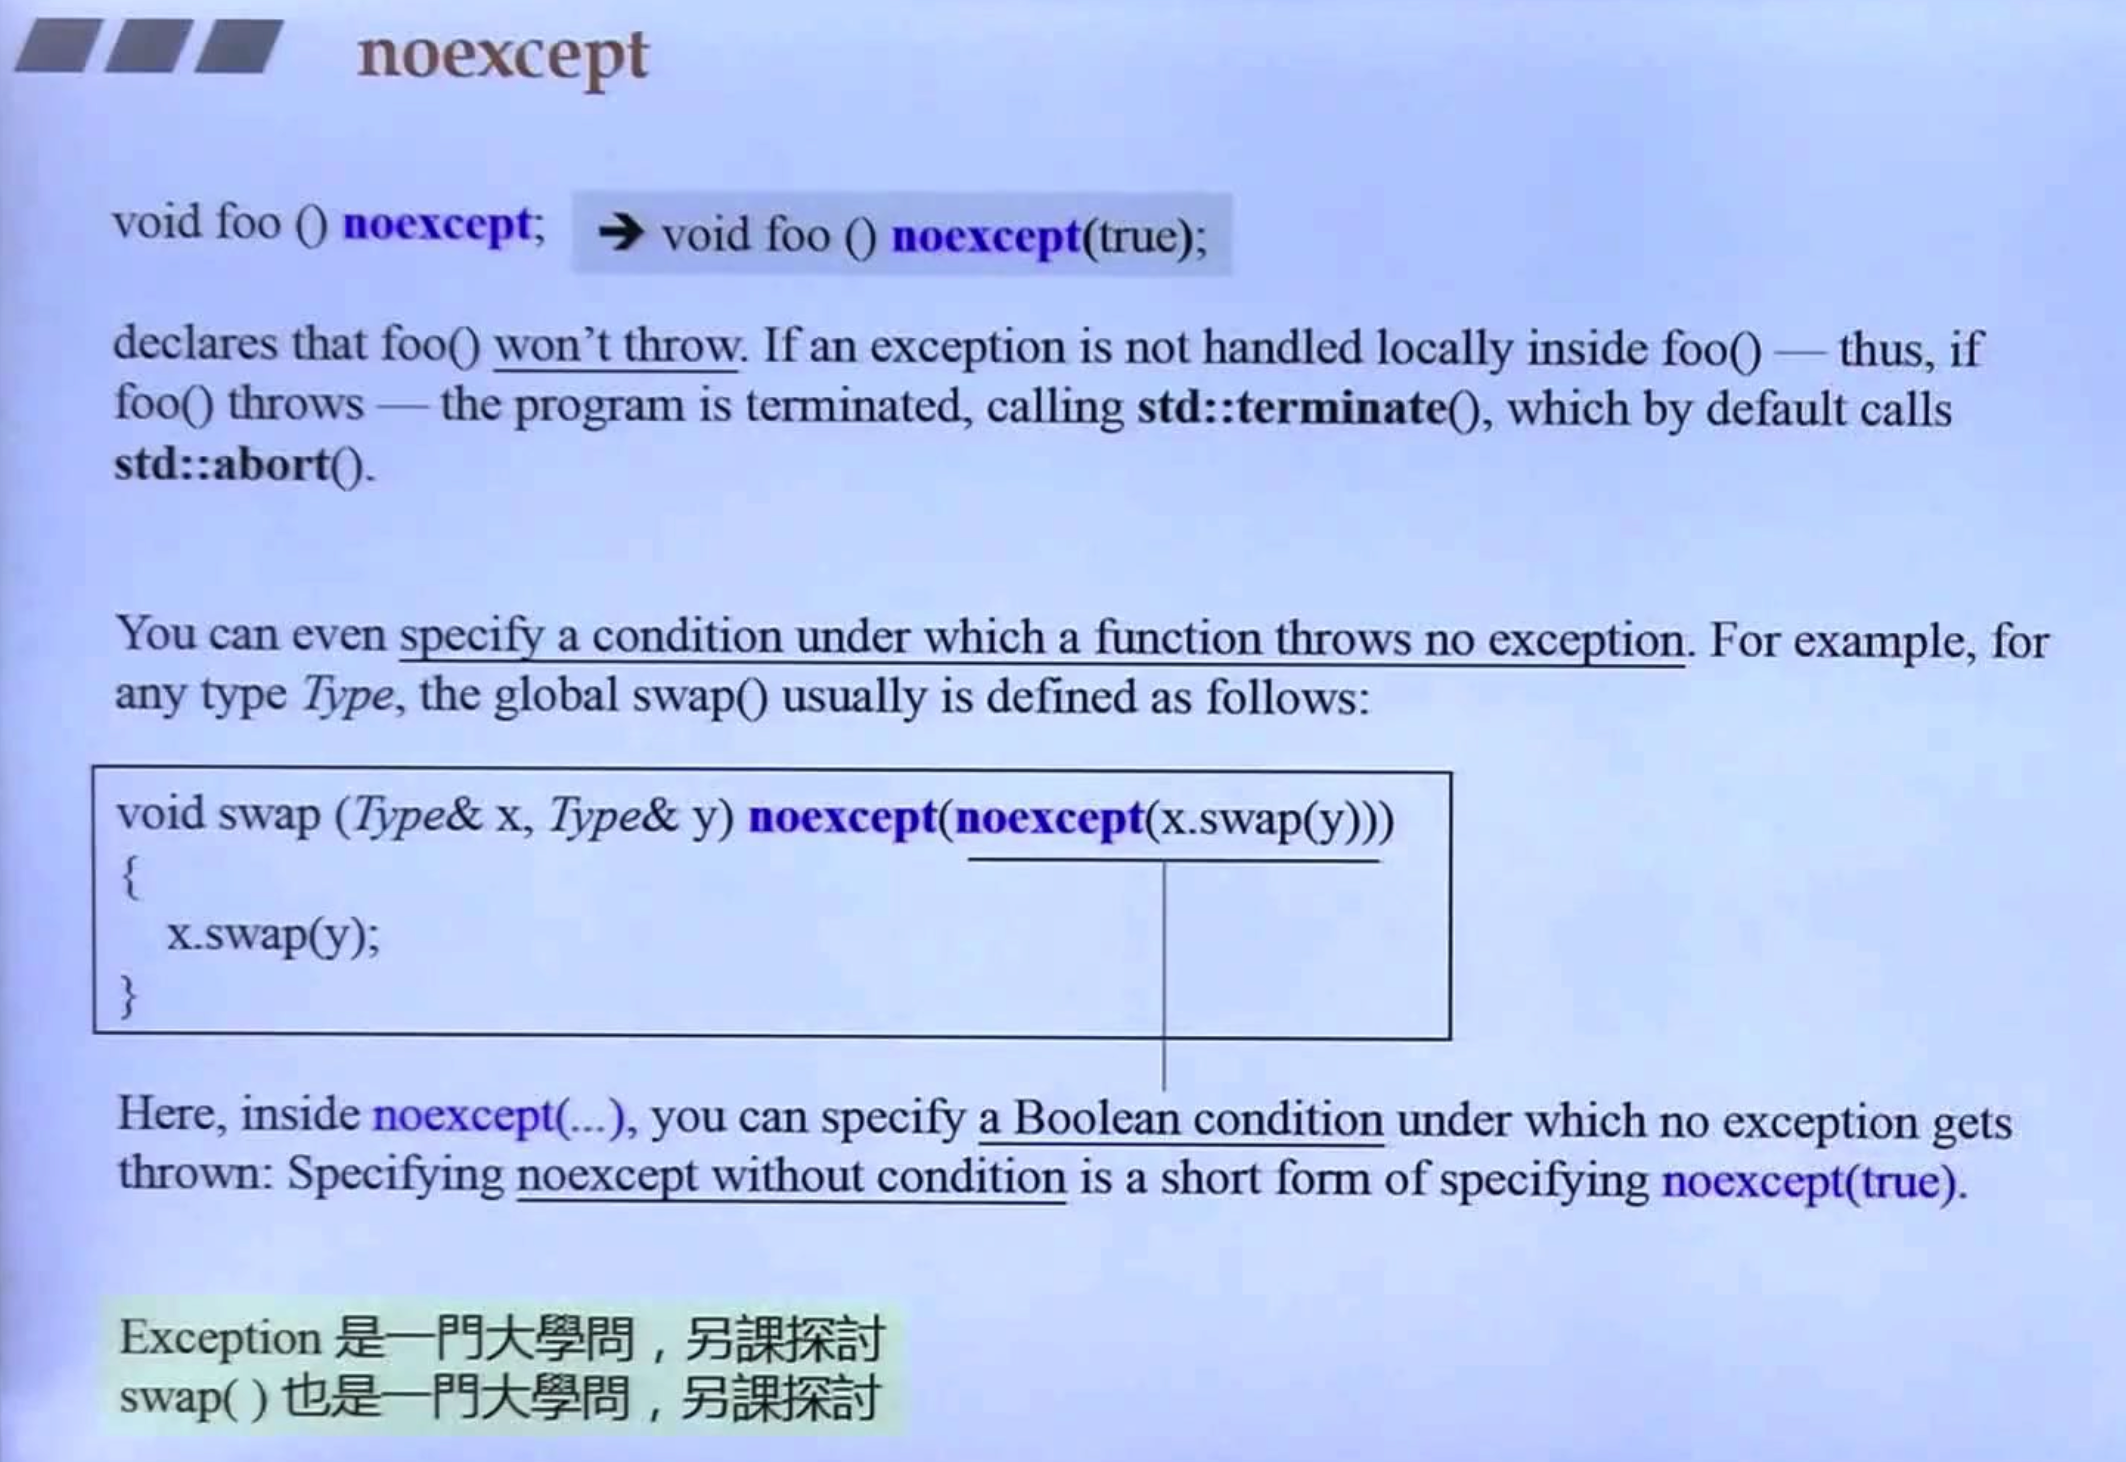 noexcept
void foo () noexcept; ➔ void foo () noexcept(true);
declares that foo() won’t throw. If an exception is not handled locally inside foo() — thus, if
foo() throws — the program is terminated, calling std::terminate(), which by default calls
std::abort().
You can even specify a condition under which a function throws no exception. For example, for
any type Type, the global swap() usually is defined as follows:
void swap (Type& x, Type& y) noexcept(noexcept(x.swap(y)))
{
x.swap(y);
}
Here, inside noexcept(...), you can specify a Boolean condition under which no exception gets
thrown: Specifying noexcept without condition is a short form of specifying noexcept(true).
Exception 是一門大學問，另課探討
swap( ) 也是一門大學問，另課探討